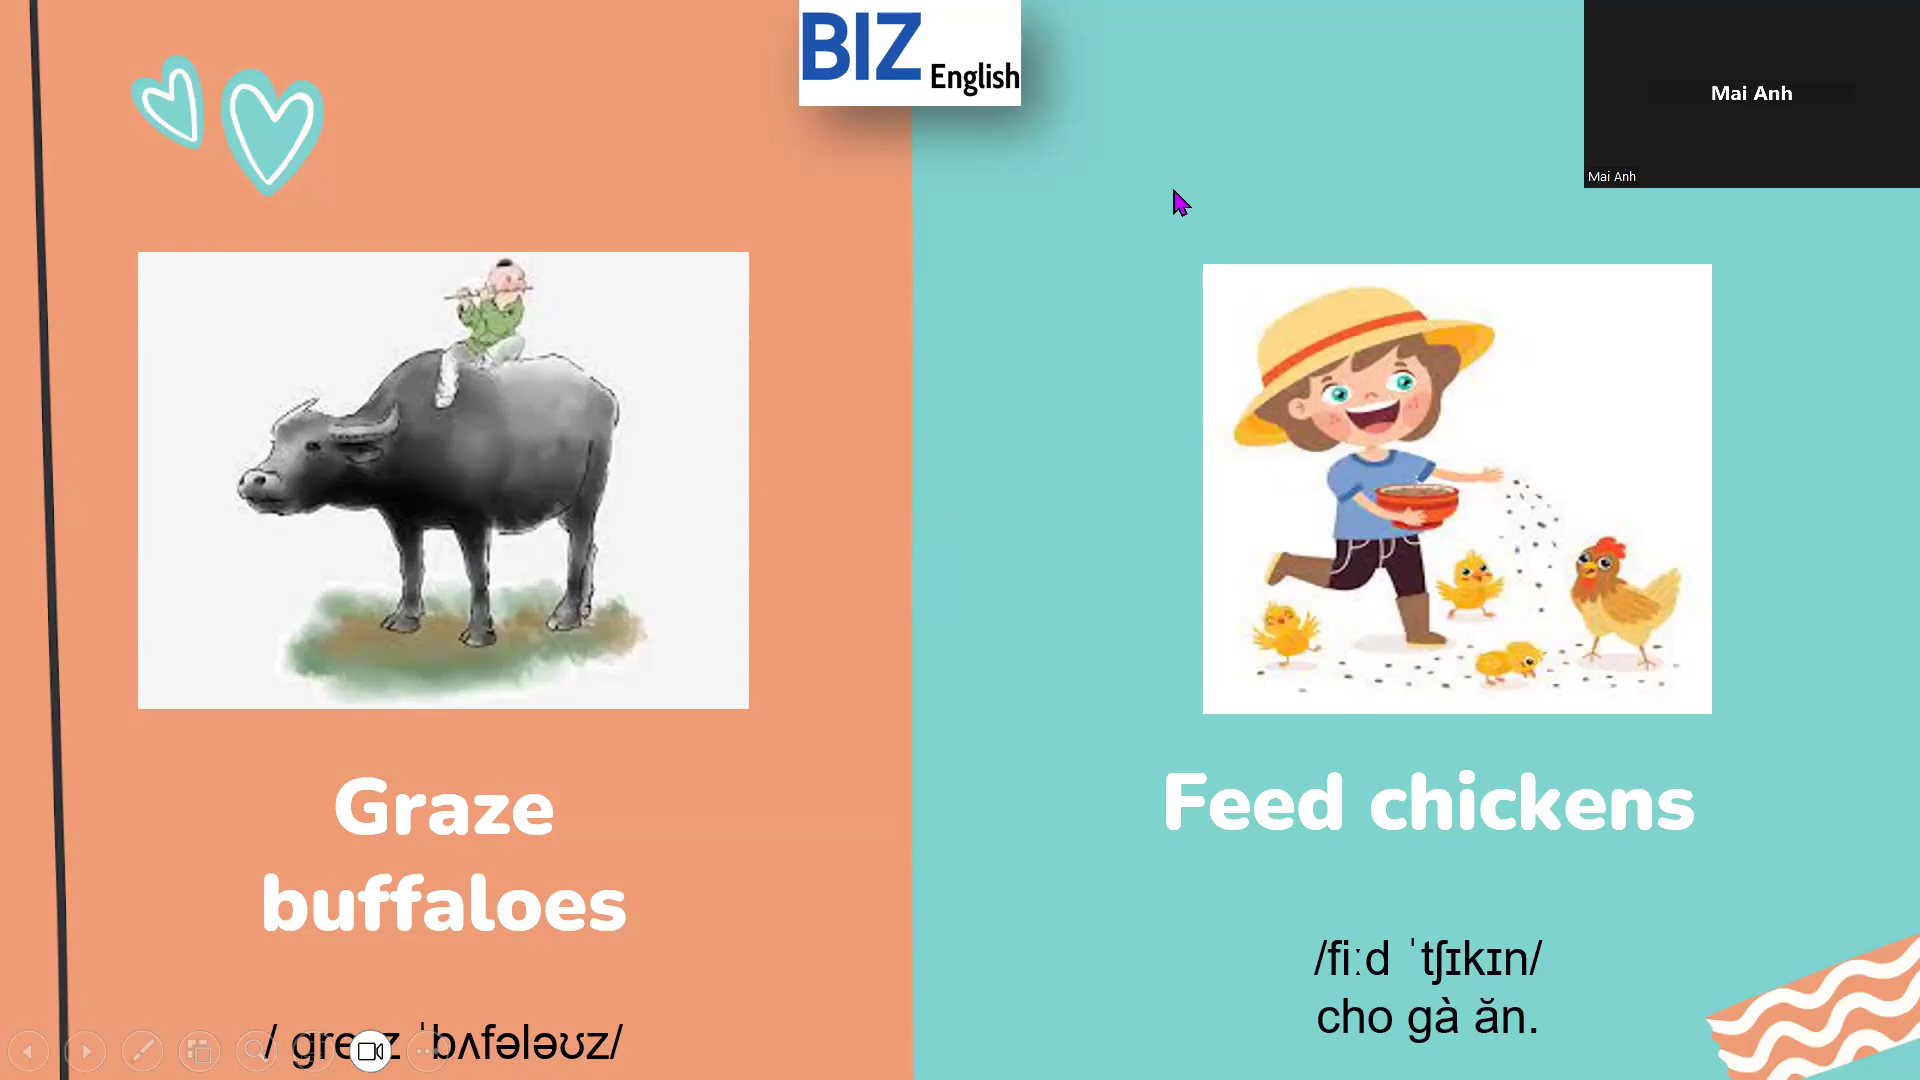 BIZ English
Mai Anh
Mai Anh
Graze
buffaloes
Feed chickens
/fiːd ˈtʃɪkɪn/
cho gà ăn.
ˈbʌfələʊz/